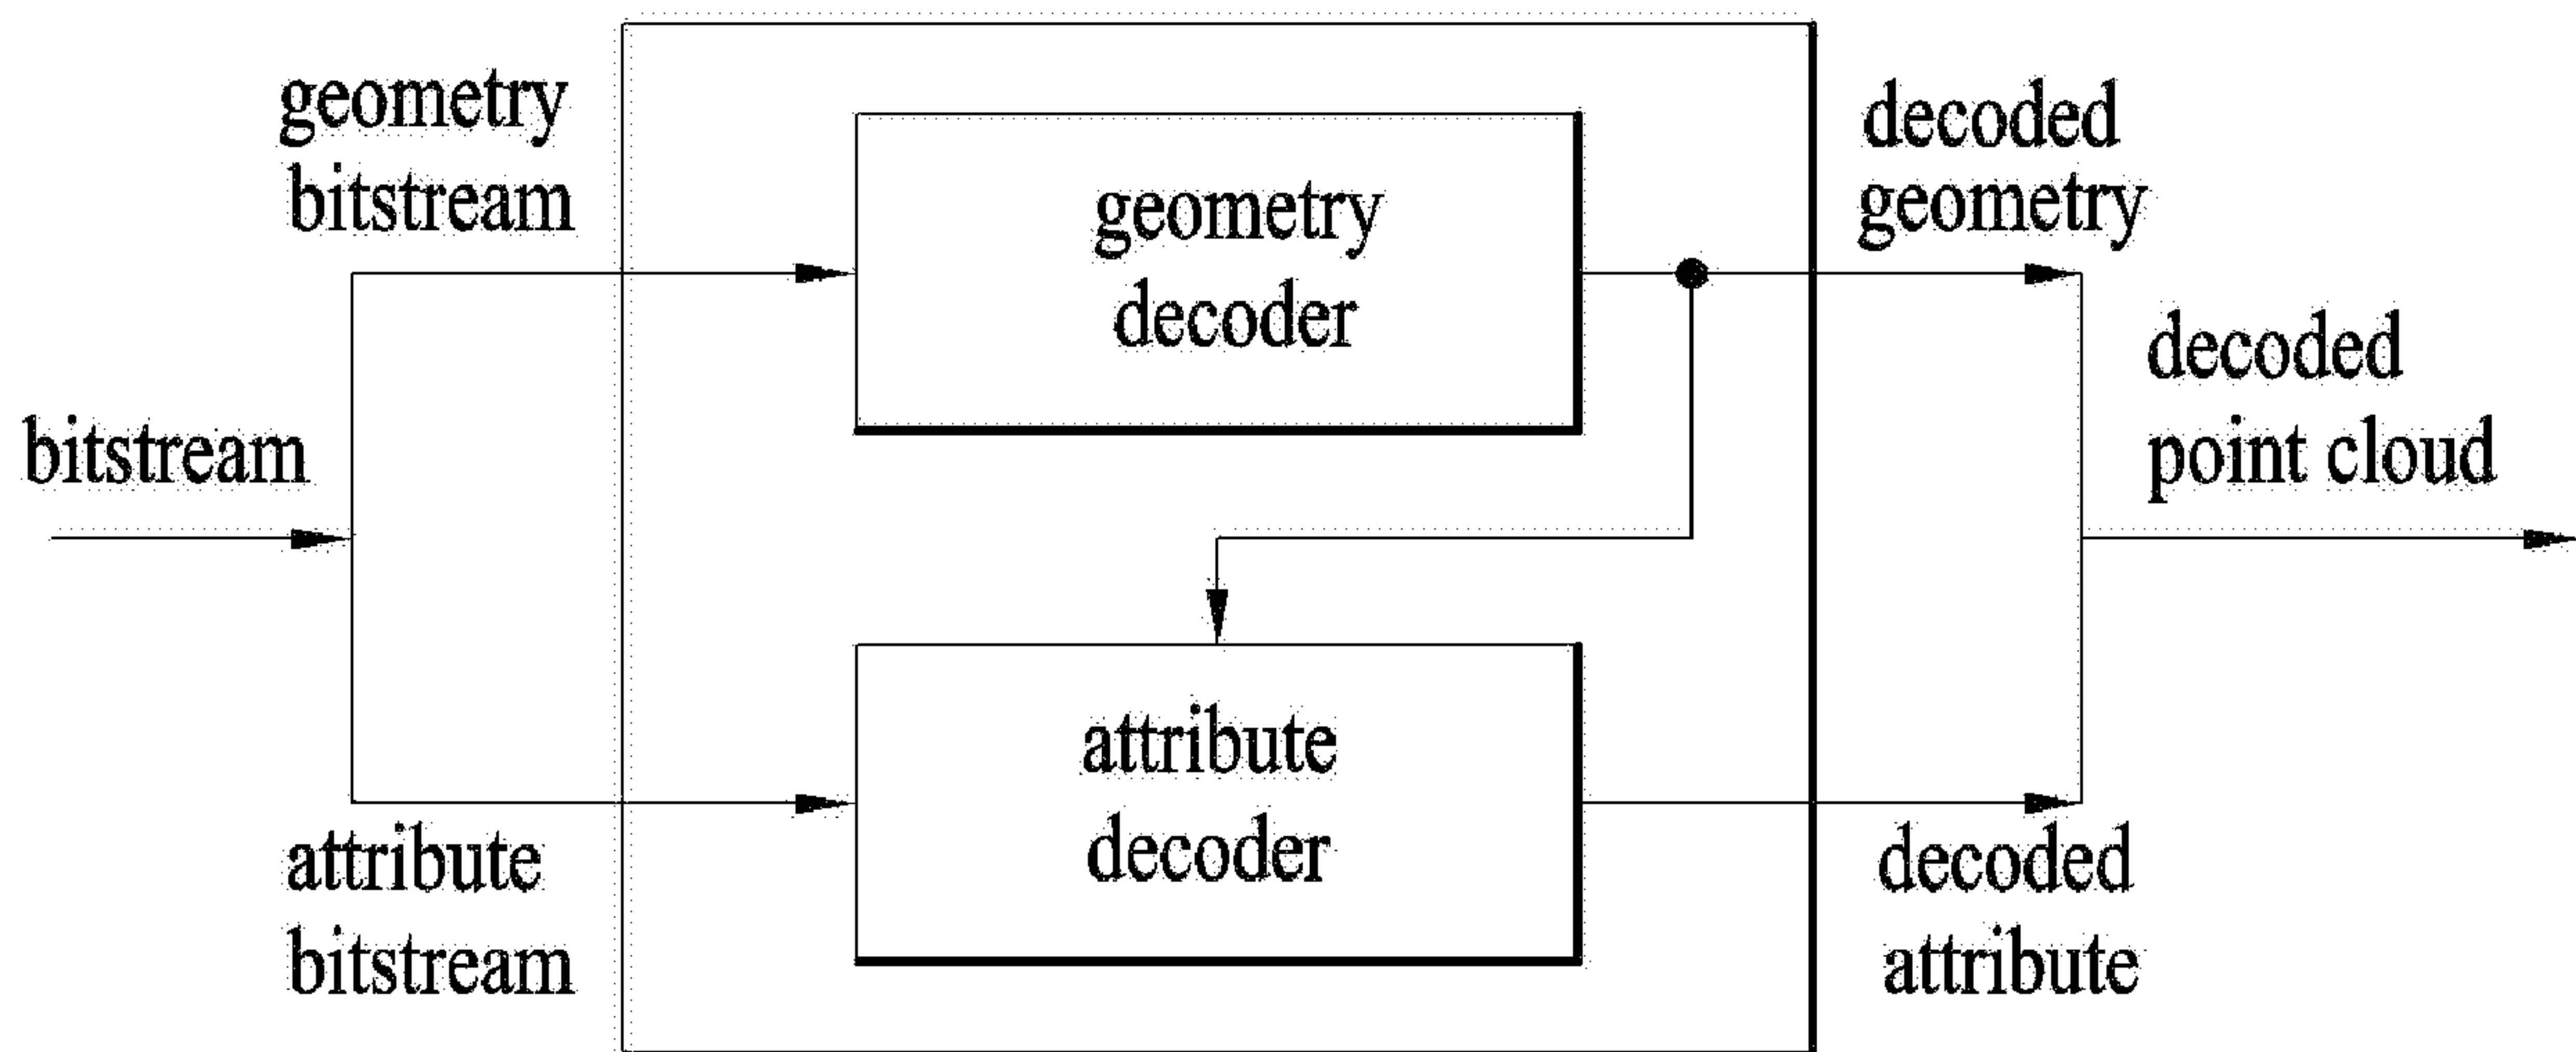 bitstream
geometry
bitstream
attribute
bitstream
geometry
decoder
attribute
decoder
decoded
geometry
decoded
attribute
decoded
point cloud